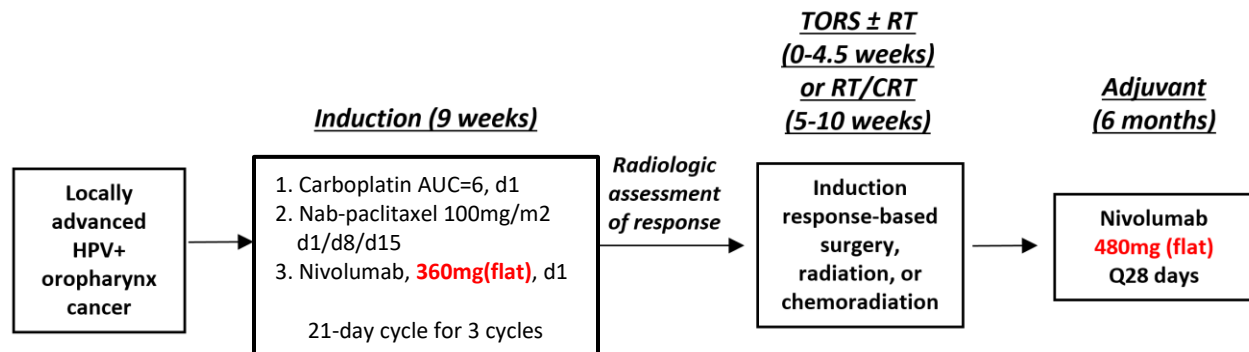 Locally
advanced
HPV+
oropharynx
cancer
Induction (9 weeks)
1. Carboplatin AUC=6, d1
2. Nab-paclitaxel 100mg/m2
d1/d8/d15
3. Nivolumab, 360mg(flat), d1
21-day cycle for 3 cycles
Radiologic
assessment
of response
TORS ± RT
(0-4.5 weeks)
or RT/CRT
(5-10 weeks)
Induction
response-based
surgery,
radiation, or
chemoradiation
Adjuvant
(6 months)
Nivolumab
480mg (flat)
Q28 days